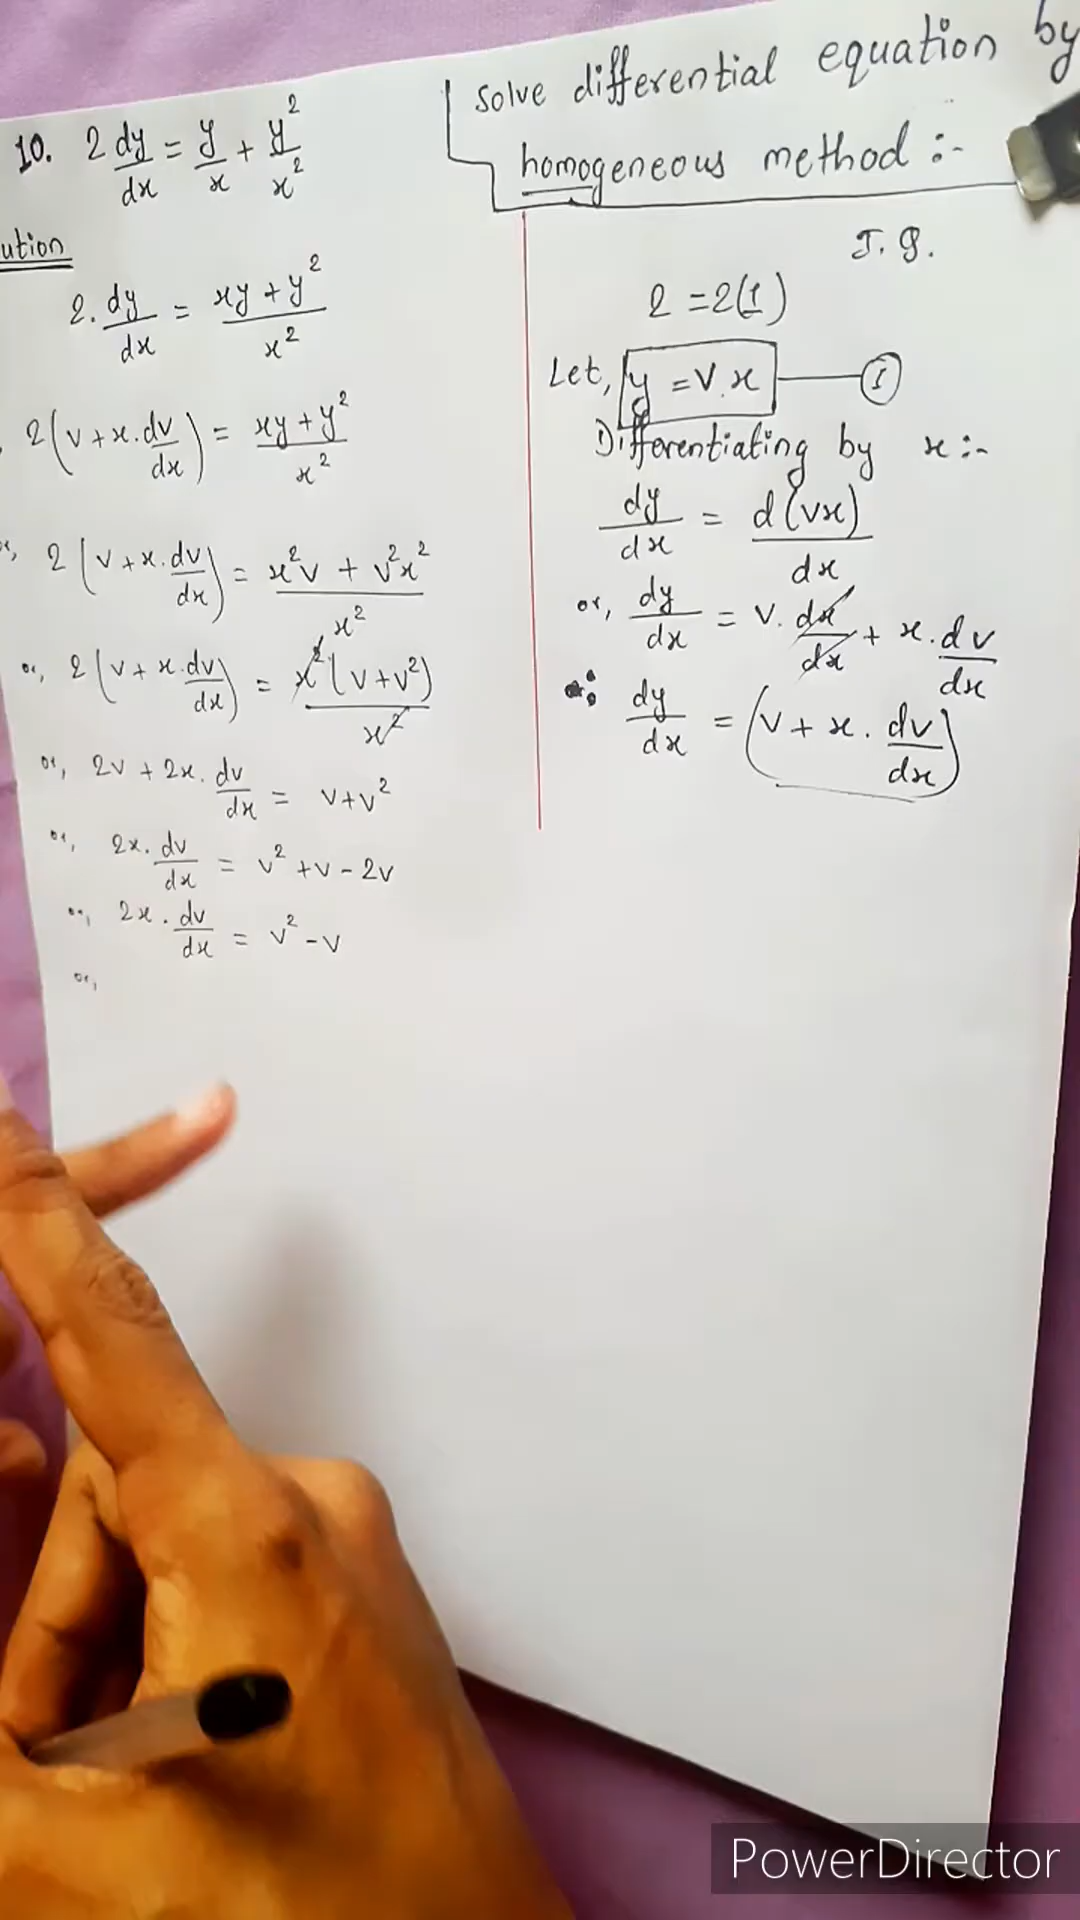 Solve differential equation by
homogeneous method :-
10. 2 dy/dx = y/x + y²/x²
ution
2. dy/dx = (xy + y²)/x²
2(v + x. dv/dx) = (xy + y²)/x²
or, 2(v + x. dv/dx) = (x²v + v²x²)/x²
or, 2(v + x. dv/dx) = x²(v + v²)/x²
or, 2v + 2x. dv/dx = v + v²
or, 2x. dv/dx = v² + v - 2v
or, 2x. dv/dx = v² - v
or,
2 = 2(1)
Let, y = v.x — (1)
Differentiating by x :-
dy/dx = d(vx)/dx
or, dy/dx = v. dx/dx + x. dv/dx
∴ dy/dx = (v + x. dv/dx)
PowerDirector